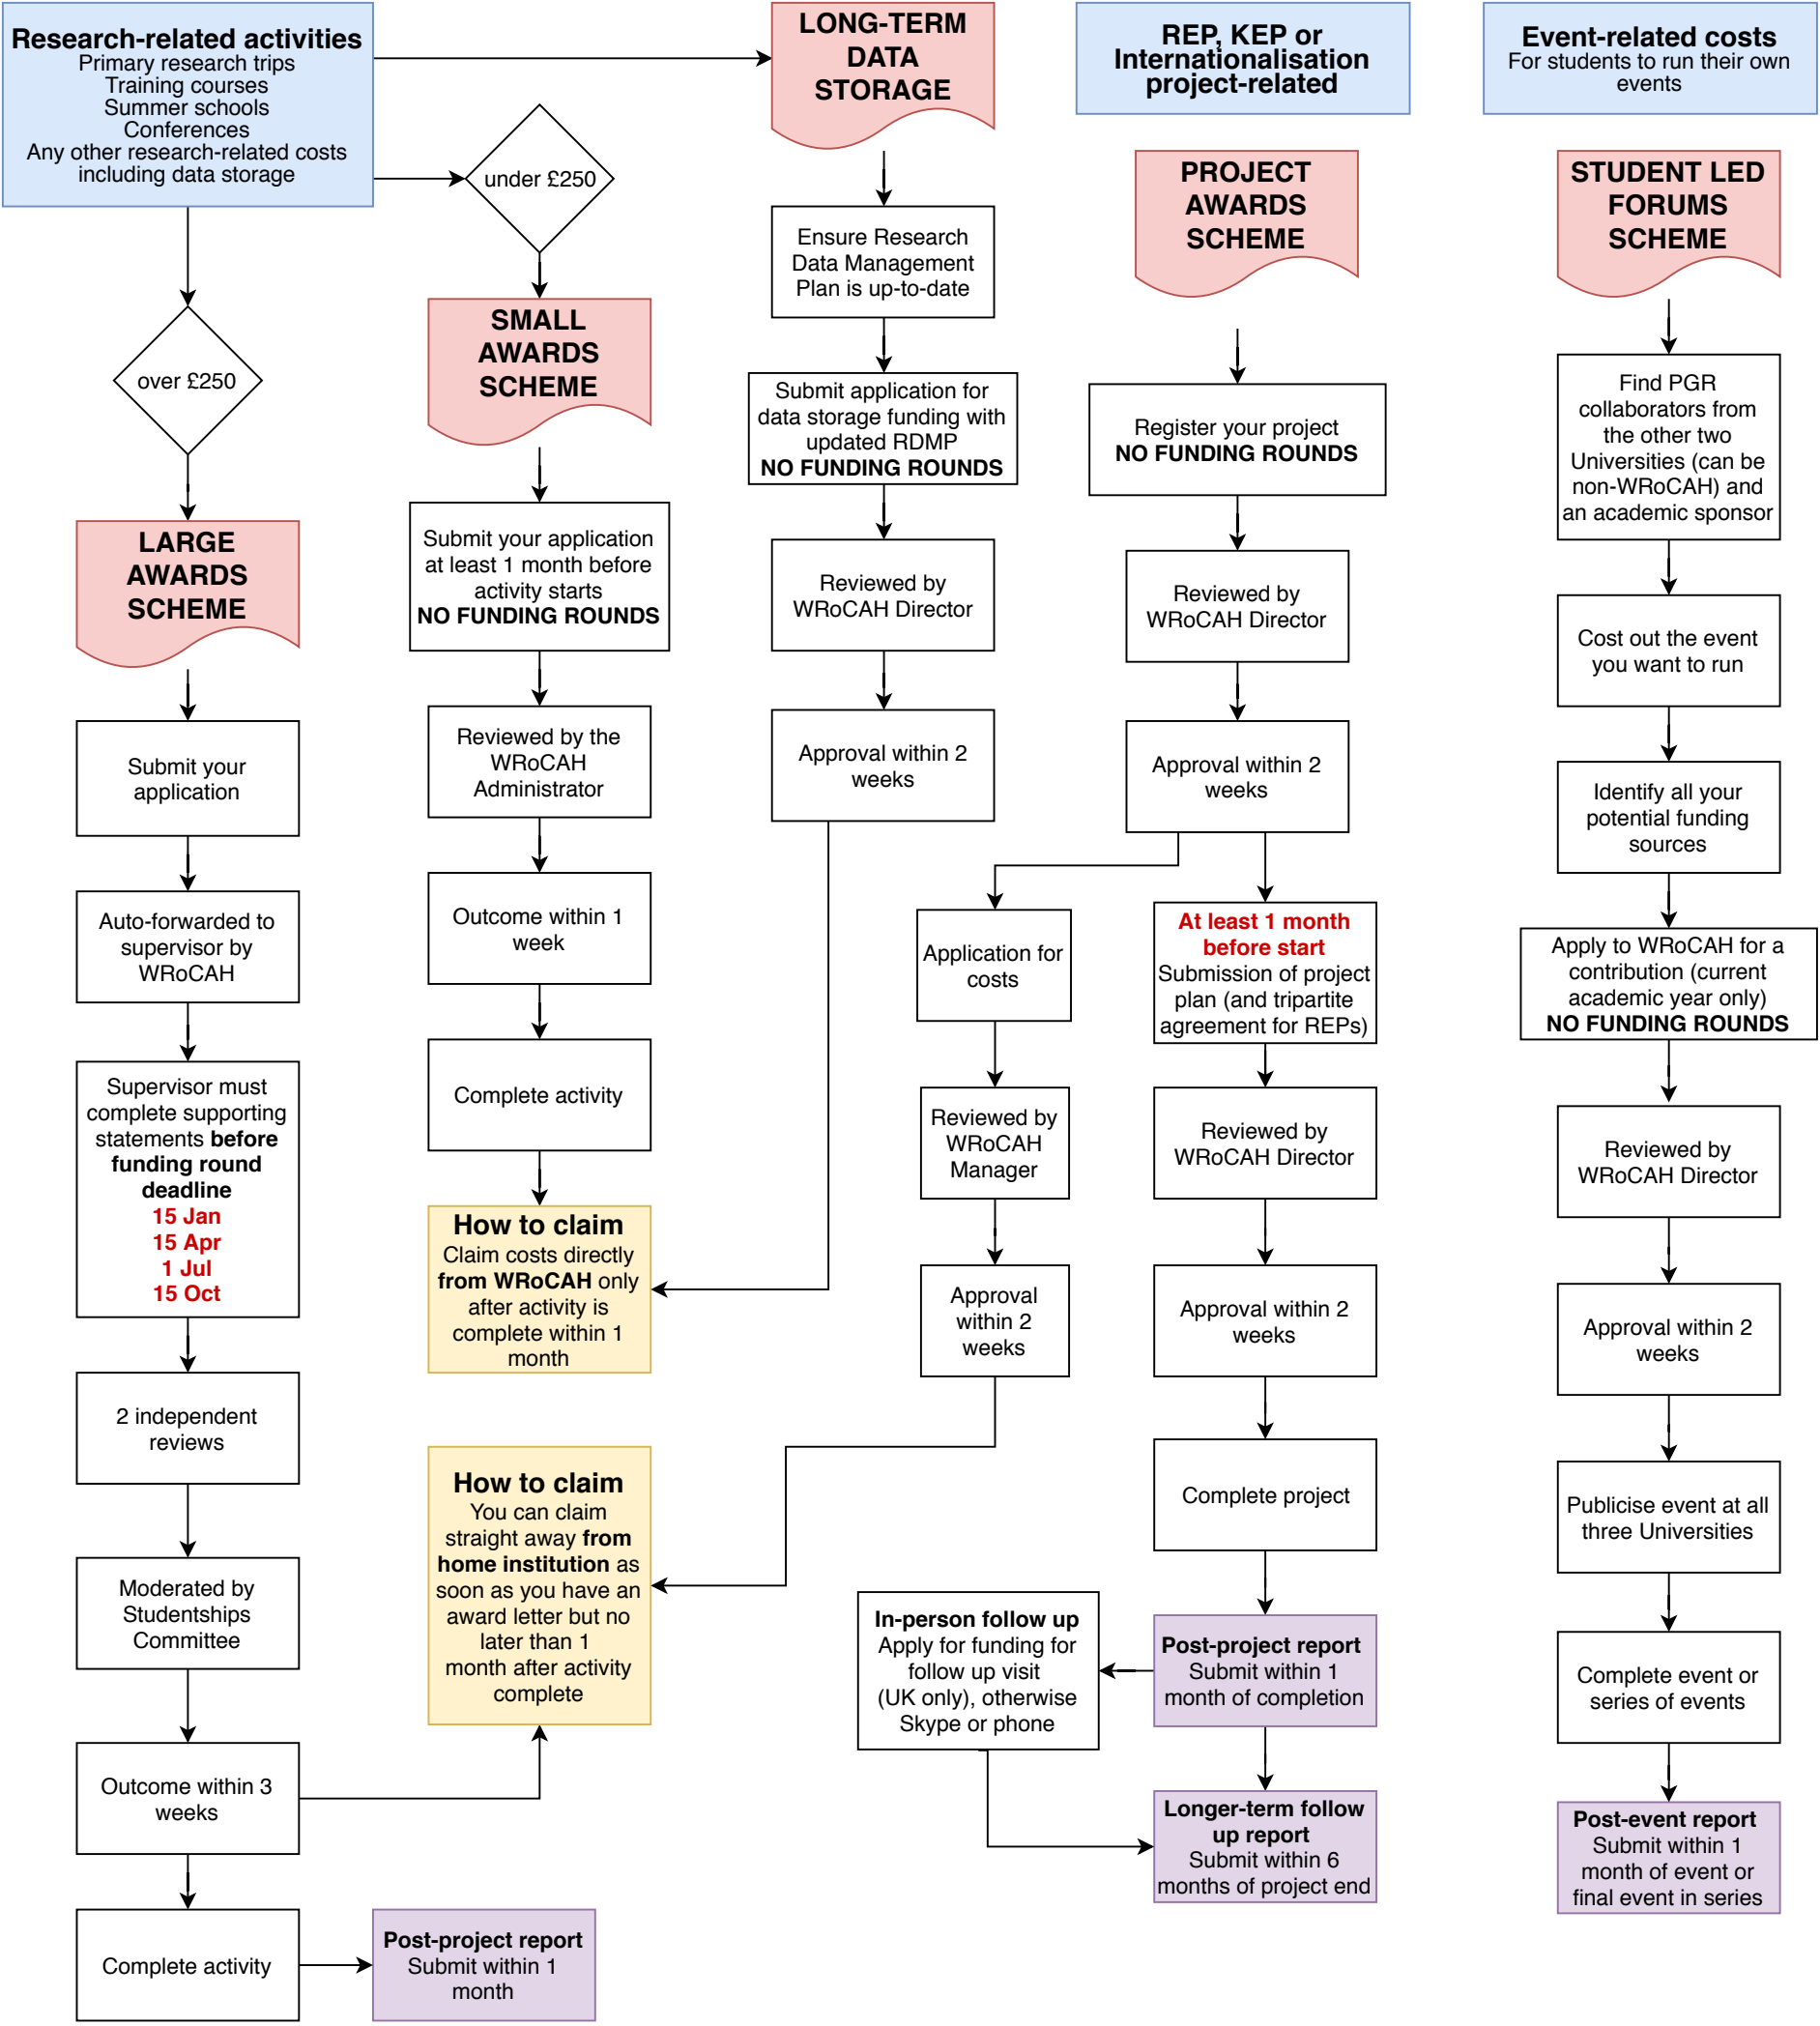 Research-related activities
Primary research trips
Training courses
Summer schools
Conferences
Any other research-related costs
including data storage
over £250
LARGE
AWARDS
SCHEME
Submit your
application
Auto-forwarded to
supervisor by
WRoCAH
Supervisor must
complete supporting
statements before
funding round
deadline
15 Jan
15 Apr
1 Jul
15 Oct
2 independent
reviews
Moderated by
Studentships
Committee
Outcome within 3
weeks
Complete activity
Post-project report
Submit within 1
month
under £250
SMALL
AWARDS
SCHEME
Submit your application
at least 1 month before
activity starts
NO FUNDING ROUNDS
Reviewed by the
WRoCAH
Administrator
Outcome within 1
week
Complete activity
How to claim
Claim costs directly
from WRoCAH only
after activity is
complete within 1
month
How to claim
You can claim
straight away from
home institution as
soon as you have an
award letter but no
later than 1
month after activity
complete
LONG-TERM
DATA
STORAGE
Ensure Research
Data Management
Plan is up-to-date
Submit application for
data storage funding with
updated RDMP
NO FUNDING ROUNDS
Reviewed by
WRoCAH Director
Approval within 2
weeks
REP, KEP or
Internationalisation
project-related
PROJECT
AWARDS
SCHEME
Register your project
NO FUNDING ROUNDS
Reviewed by
WRoCAH Director
Approval within 2
weeks
Application for
costs
Reviewed by
WRoCAH
Manager
Approval
within 2
weeks
At least 1 month
before start
Submission of project
plan (and tripartite
agreement for REPs)
Reviewed by
WRoCAH Director
Approval within 2
weeks
Complete project
Post-project report
Submit within 1
month of completion
In-person follow up
Apply for funding for
follow up visit
(UK only), otherwise
Skype or phone
Longer-term follow
up report
Submit within 6
months of project end
Event-related costs
For students to run their own
events
STUDENT LED
FORUMS
SCHEME
Find PGR
collaborators from
the other two
Universities (can be
non-WRoCAH) and
an academic sponsor
Cost out the event
you want to run
Identify all your
potential funding
sources
Apply to WRoCAH for a
contribution (current
academic year only)
NO FUNDING ROUNDS
Reviewed by
WRoCAH Director
Approval within 2
weeks
Publicise event at all
three Universities
Complete event or
series of events
Post-event report
Submit within 1
month of event or
final event in series